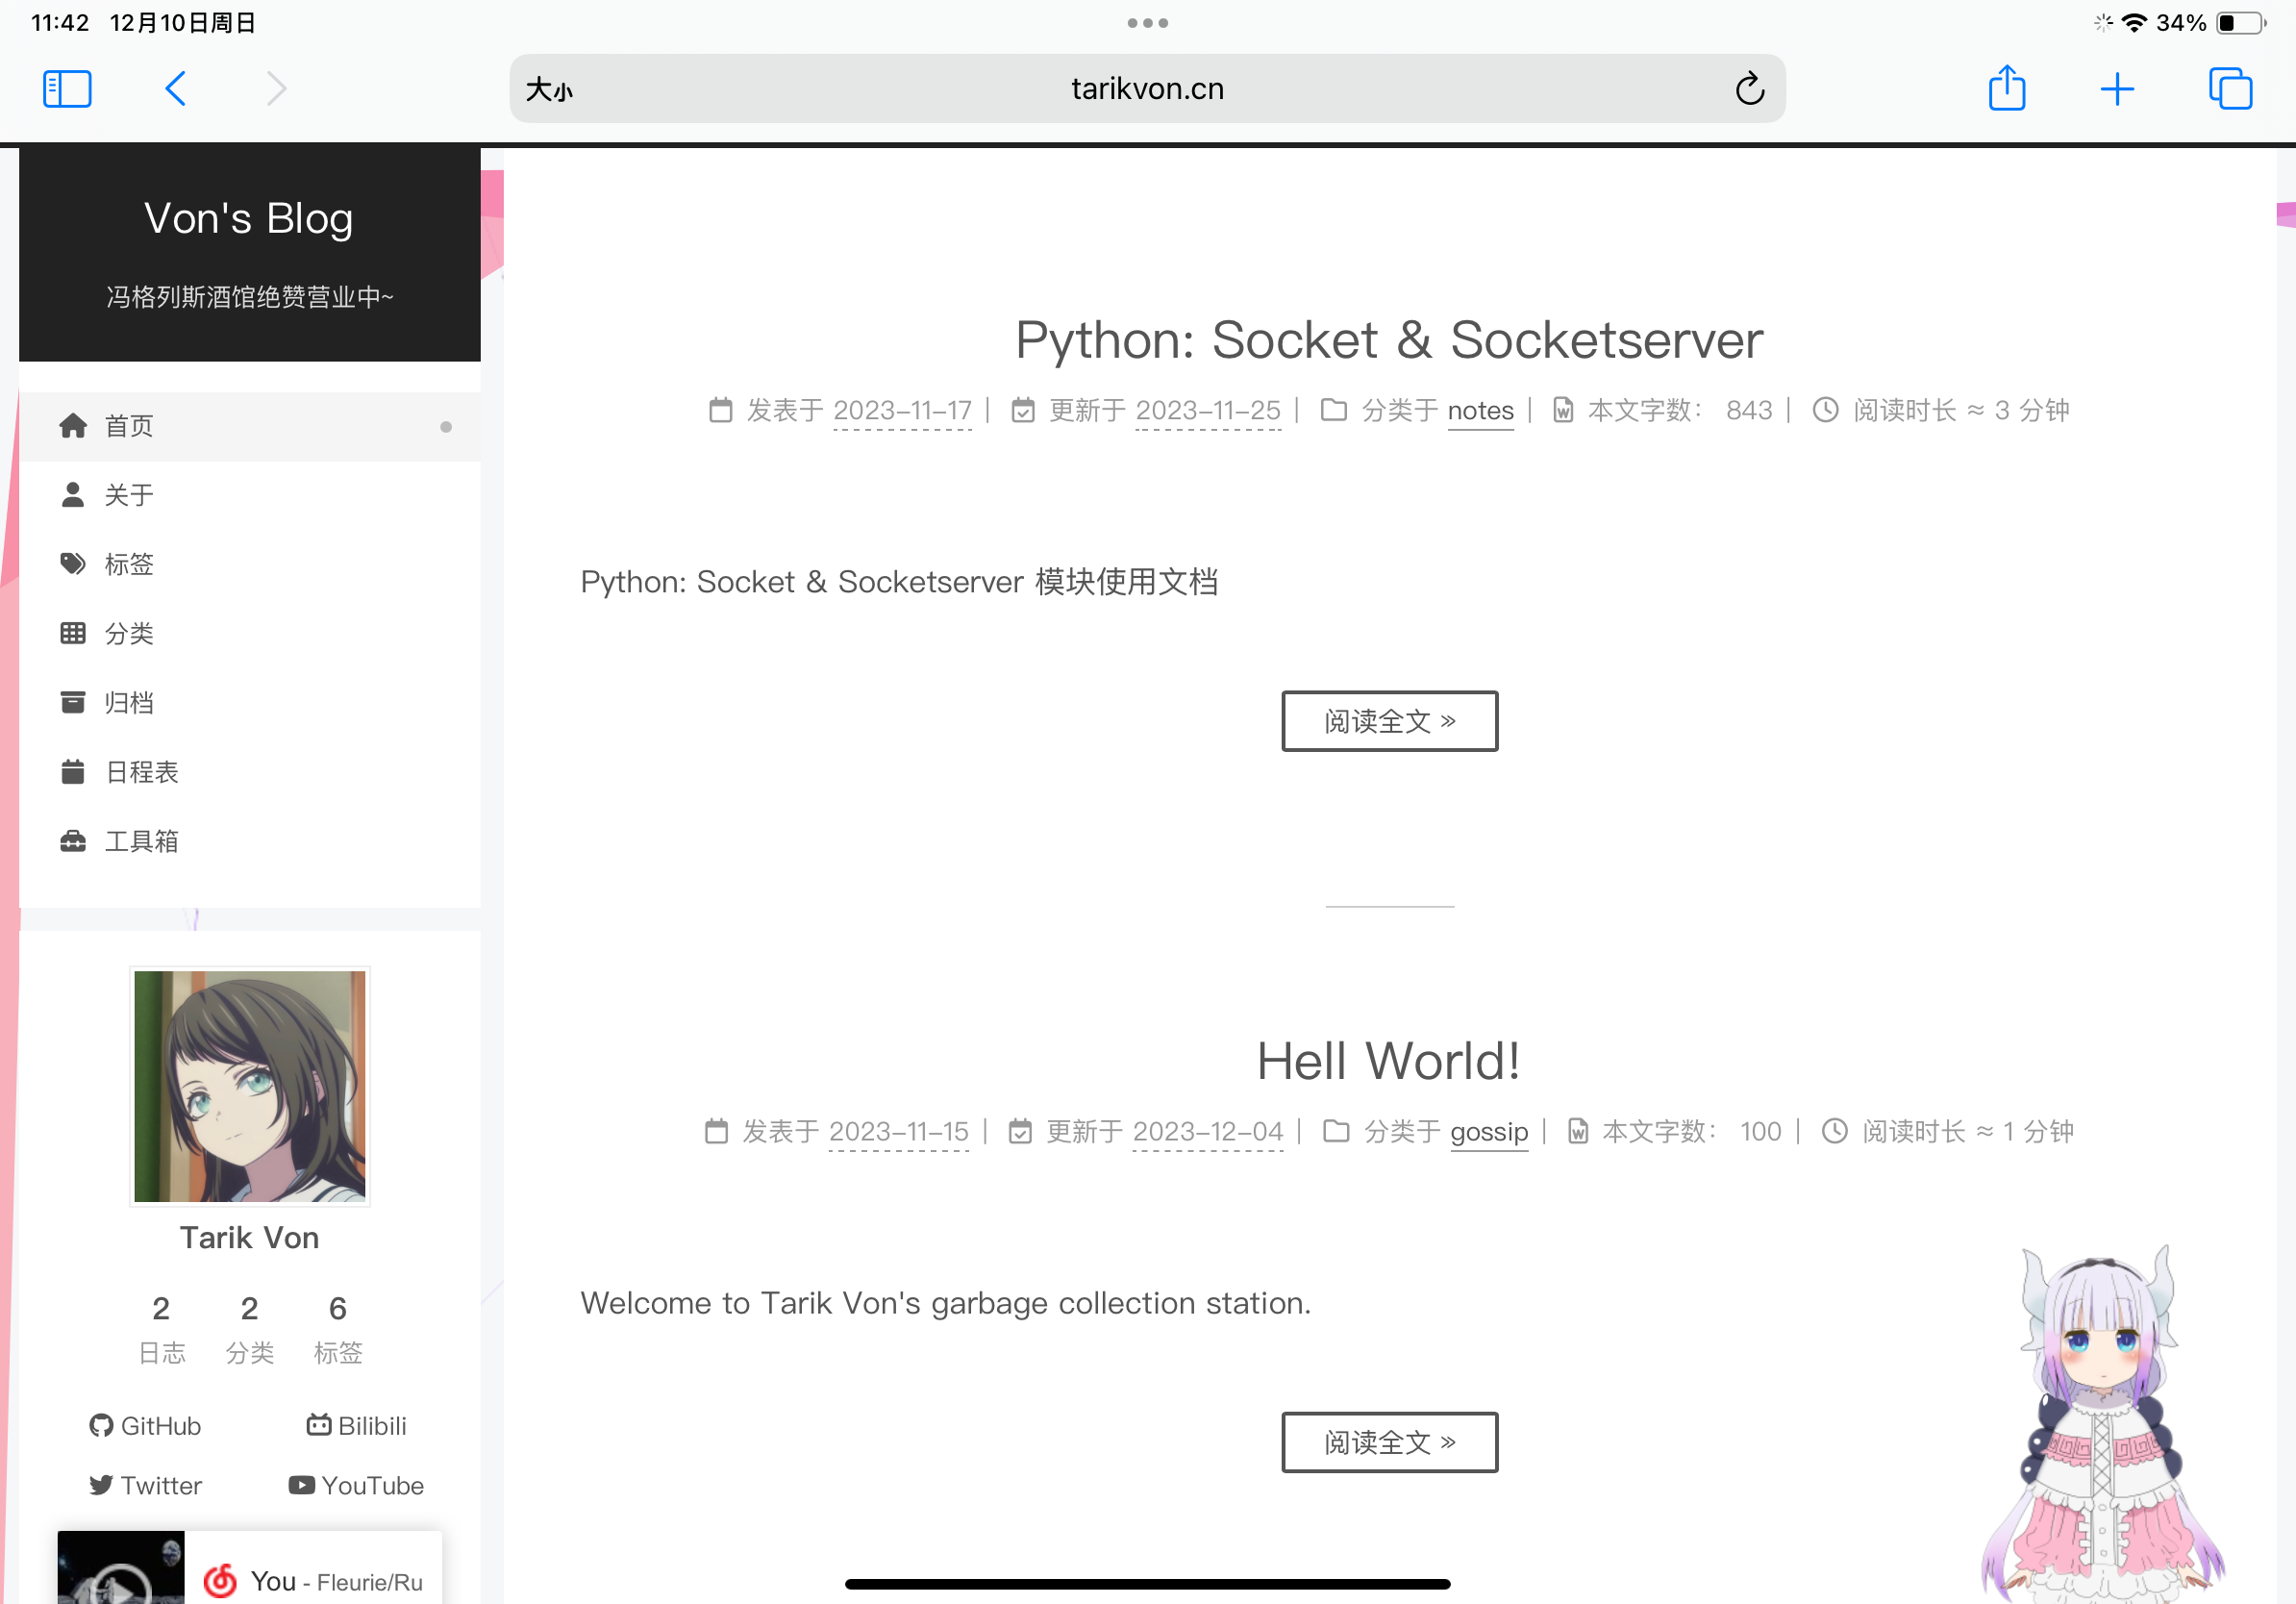 11:42 12月10日周日
34%
大小
tarikvon.cn
Von's Blog
冯格列斯酒馆绝赞营业中~
首页
关于
标签
分类
归档
日程表
工具箱
Tarik Von
2 2 6
日志 分类 标签
GitHub Bilibili
Twitter YouTube
You - Fleurie/Ru
Python: Socket & Socketserver
发表于 2023-11-17 | 更新于 2023-11-25 | 分类于 notes | 本文字数： 843 | 阅读时长 ≈ 3 分钟
Python: Socket & Socketserver 模块使用文档
阅读全文 »
Hell World!
发表于 2023-11-15 | 更新于 2023-12-04 | 分类于 gossip | 本文字数： 100 | 阅读时长 ≈ 1 分钟
Welcome to Tarik Von's garbage collection station.
阅读全文 »